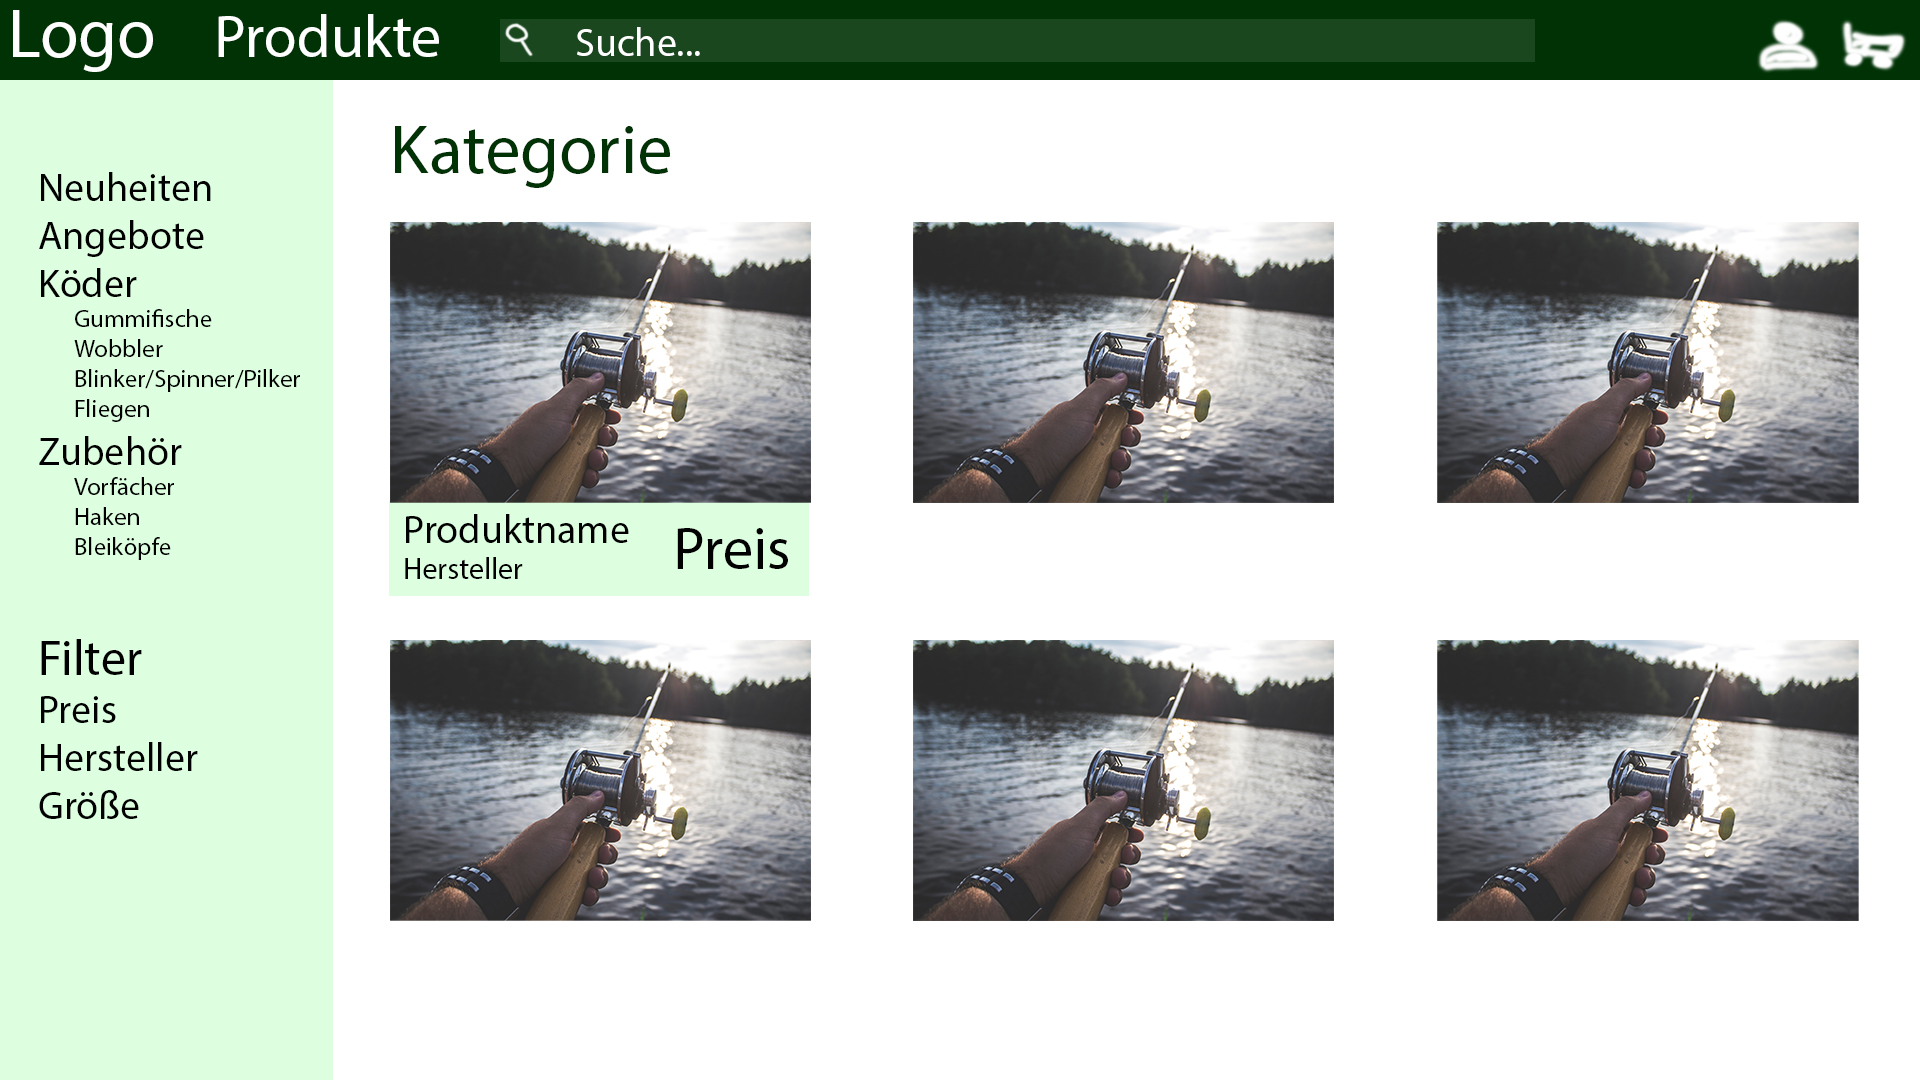 Logo
Produkte
Suche...
Neuheiten
Angebote
Köder
Gummifische
Wobbler
Blinker/Spinner/Pilker
Fliegen
Zubehör
Vorfächer
Haken
Bleiköpfe
Filter
Preis
Hersteller
Größe
Kategorie
Produktname
Hersteller
Preis